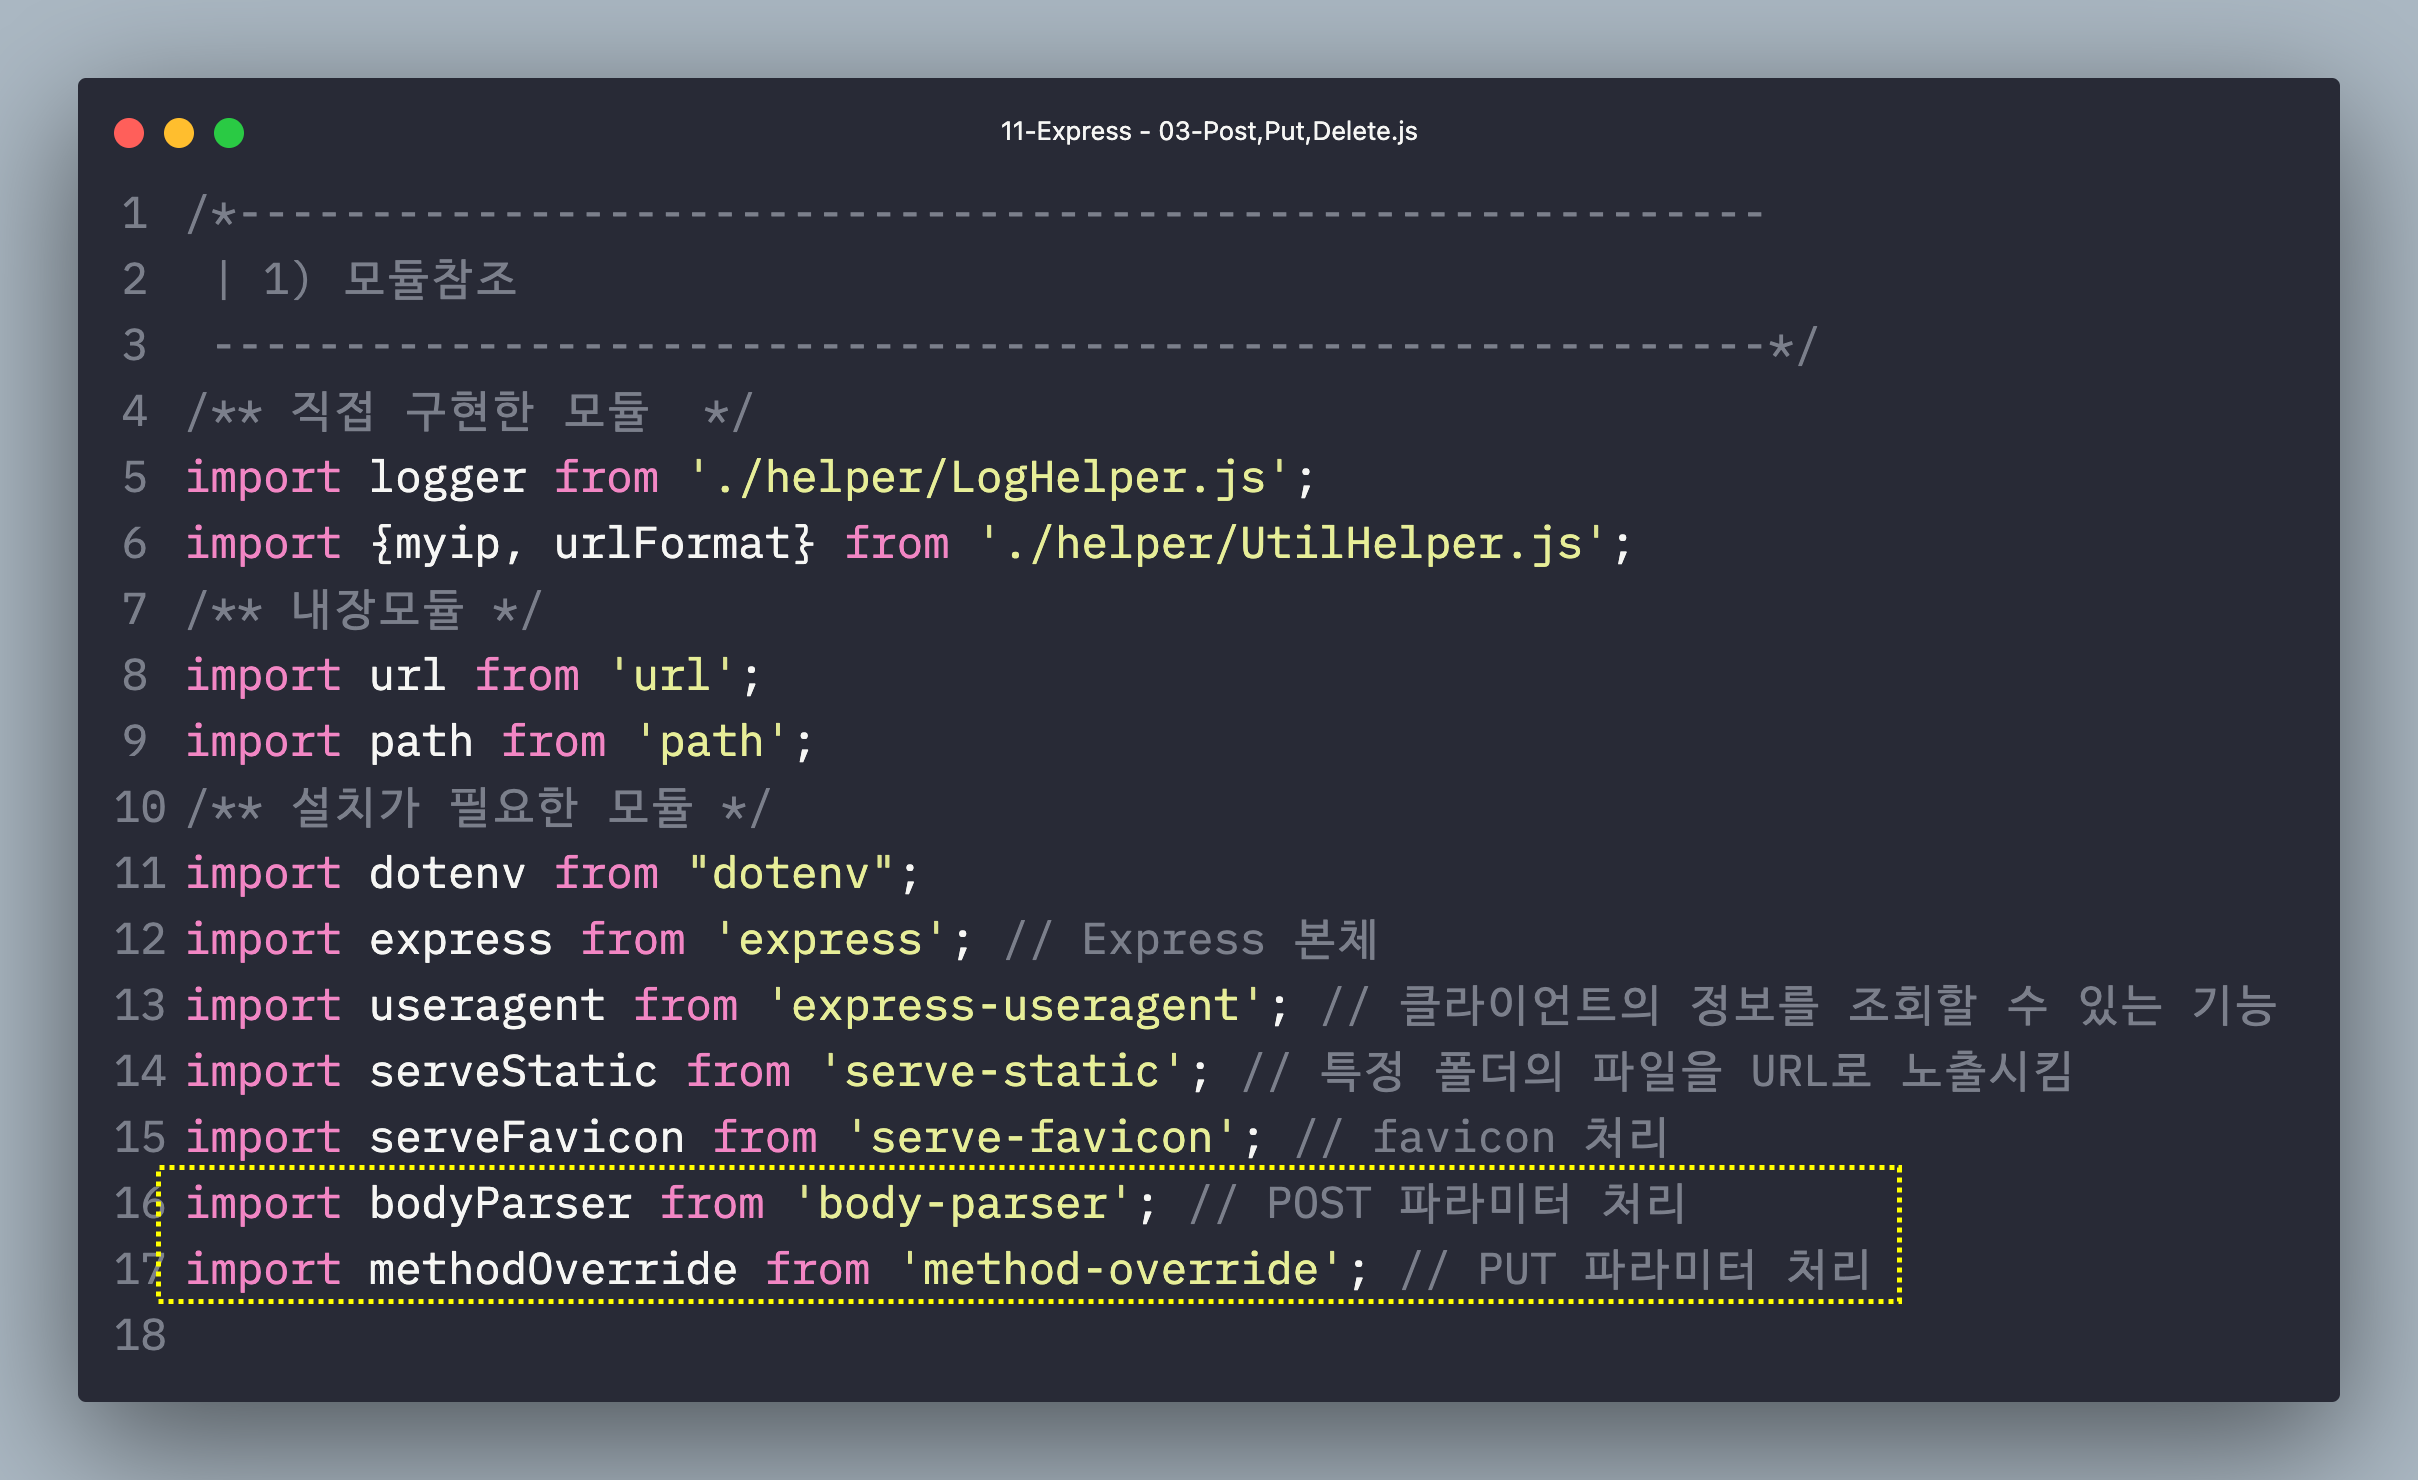 11-Express - 03-Post,Put,Delete.js
1 /*----------------------------------------------------------
2  | 1) 모듈참조
3  -----------------------------------------------------------*/
4 /** 직접 구현한 모듈  */
5 import logger from './helper/LogHelper.js';
6 import {myip, urlFormat} from './helper/UtilHelper.js';
7 /** 내장모듈 */
8 import url from 'url';
9 import path from 'path';
10 /** 설치가 필요한 모듈 */
11 import dotenv from "dotenv";
12 import express from 'express'; // Express 본체
13 import useragent from 'express-useragent'; // 클라이언트의 정보를 조회할 수 있는 기능
14 import serveStatic from 'serve-static'; // 특정 폴더의 파일을 URL로 노출시킴
15 import serveFavicon from 'serve-favicon'; // favicon 처리
16 import bodyParser from 'body-parser'; // POST 파라미터 처리
17 import methodOverride from 'method-override'; // PUT 파라미터 처리
18